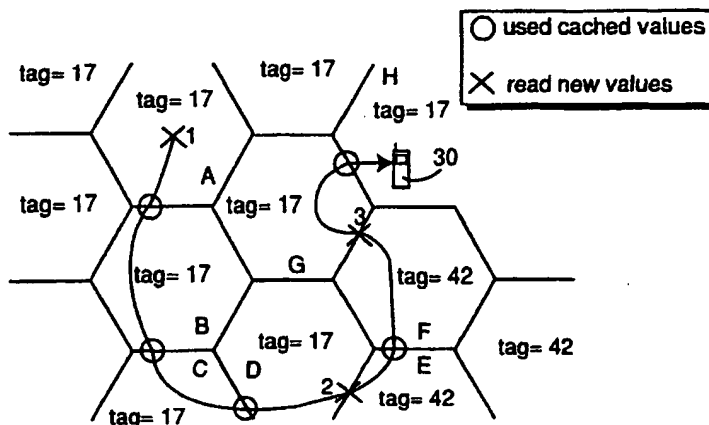 used cached values
read new values
tag= 17
tag= 17
H
tag= 17
tag= 17
1
30
A
tag= 17
tag= 17
3
G
tag= 17
tag= 42
B
F
tag= 17
tag= 42
C
D
E
2
tag= 42
tag= 17